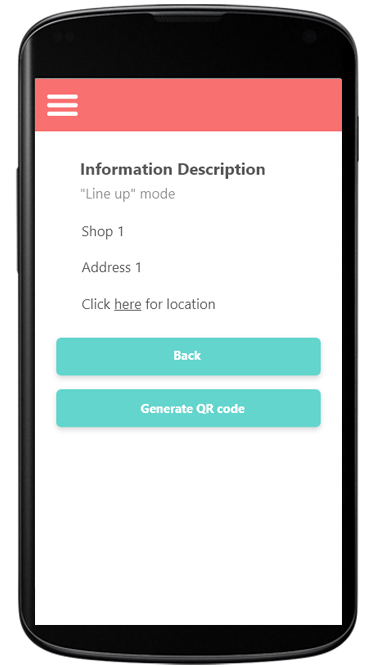 Information Description
"Line up" mode
Shop 1
Address 1
Click here for location
Back
Generate QR code